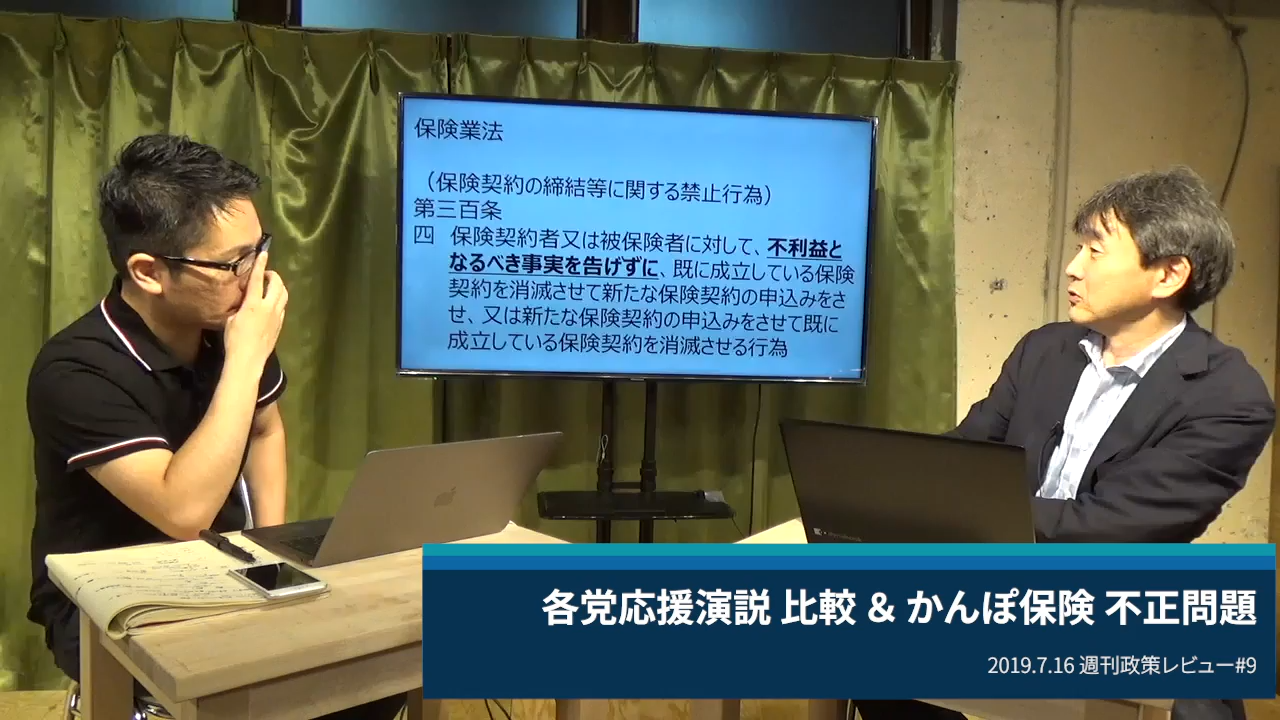 保険業法
（保険契約の締結等に関する禁止行為）
第三百条
四 保険契約者又は被保険者に対して、不利益と
なるべき事実を告げずに、既に成立している保険
契約を消滅させて新たな保険契約の申込みをさ
せ、又は新たな保険契約の申込みをさせて既に
成立している保険契約を消滅させる行為
各党応援演説 比較 & かんぽ保険 不正問題
2019.7.16 週刊政策レビュー#9